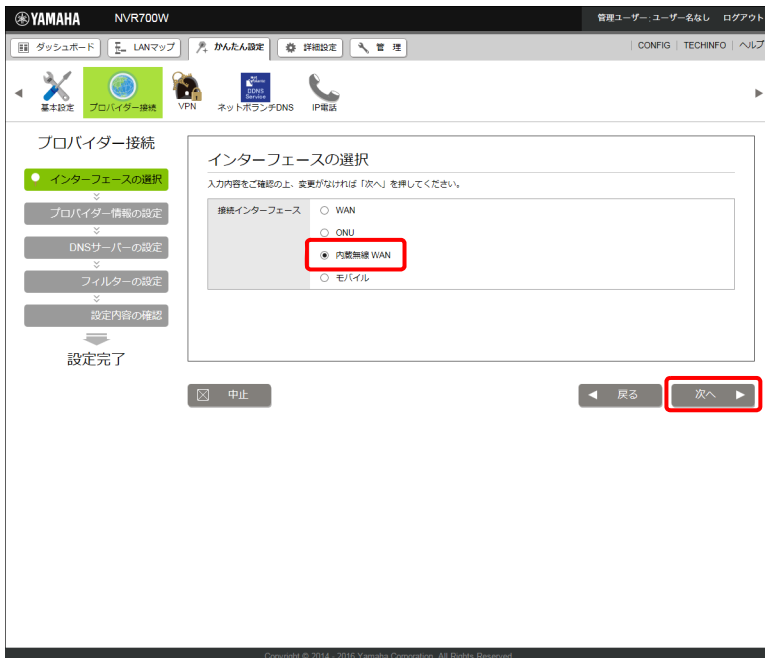 YAMAHA NVR700W 管理ユーザー:ユーザー名なし ログアウト
ダッシュボード LANマップ かんたん設定 詳細設定 管 理 CONFIG TECHINFO ヘルプ
基本設定 プロバイダー接続 VPN ネットボランチDNS IP電話
DDNS
Service
プロバイダー接続
インターフェースの選択
プロバイダー情報の設定
DNSサーバーの設定
フィルターの設定
設定内容の確認
設定完了
インターフェースの選択
入力内容をご確認の上、変更がなければ「次へ」を押してください。
接続インターフェース
WAN
ONU
内蔵無線 WAN
モバイル
中止 戻る 次へ
Copyright © 2014 - 2016 Yamaha Corporation. All Rights Reserved.